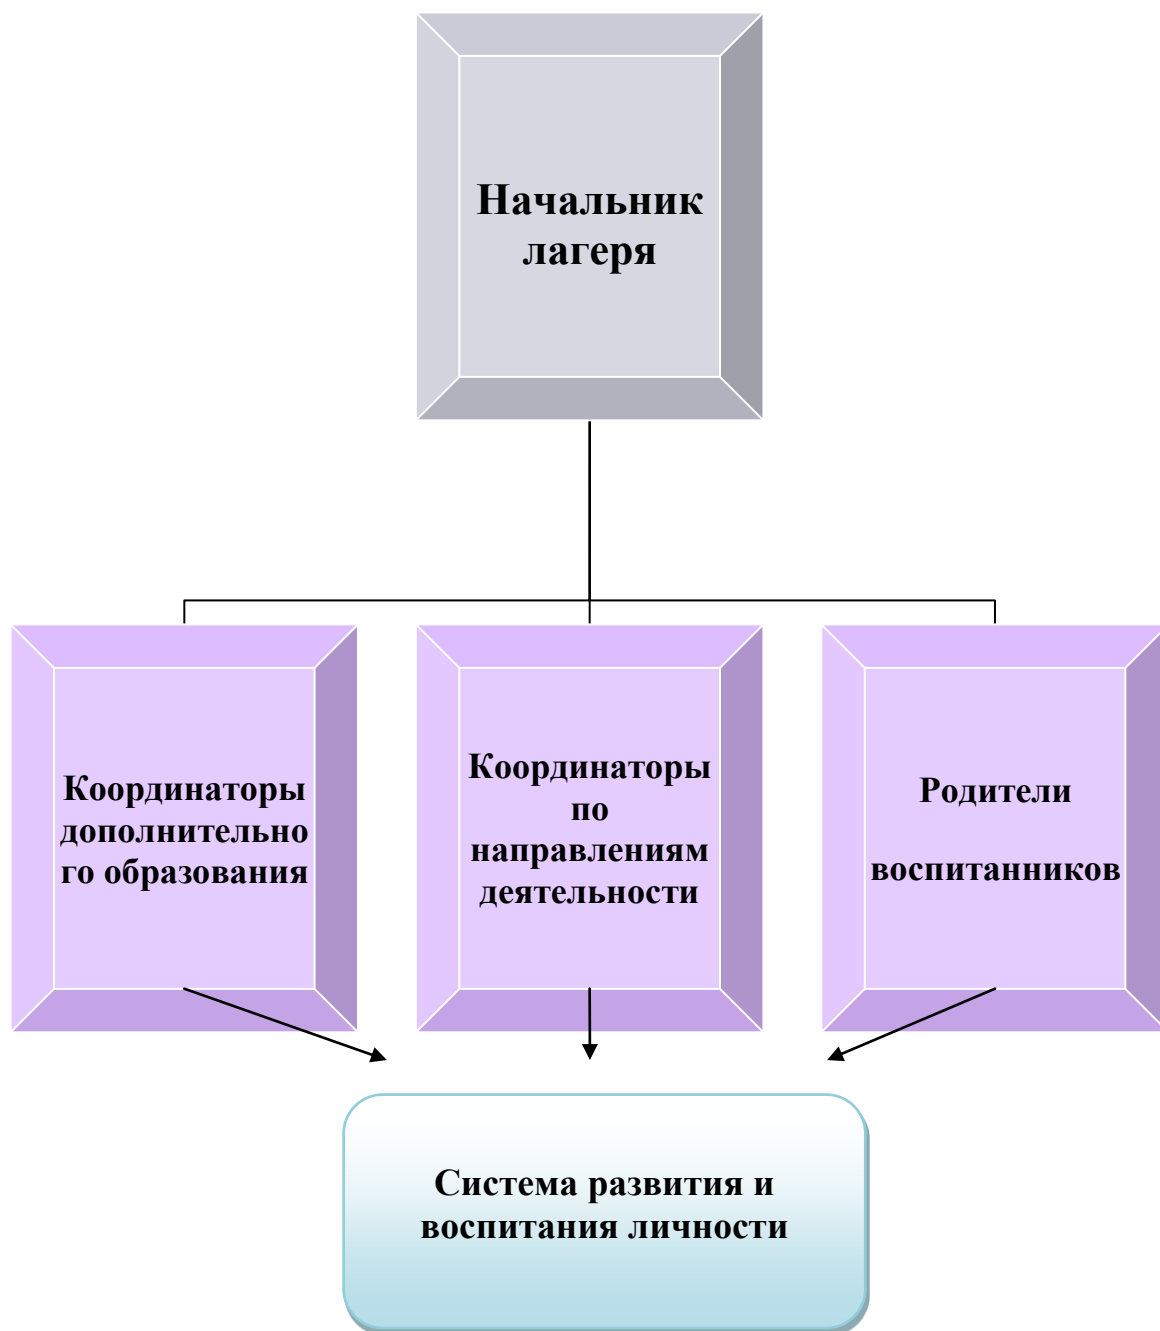 Начальник
лагеря
Координаторы
дополнительно
го образования
Координаторы
по
направлениям
деятельности
Родители
воспитанников
Система развития и
воспитания личности